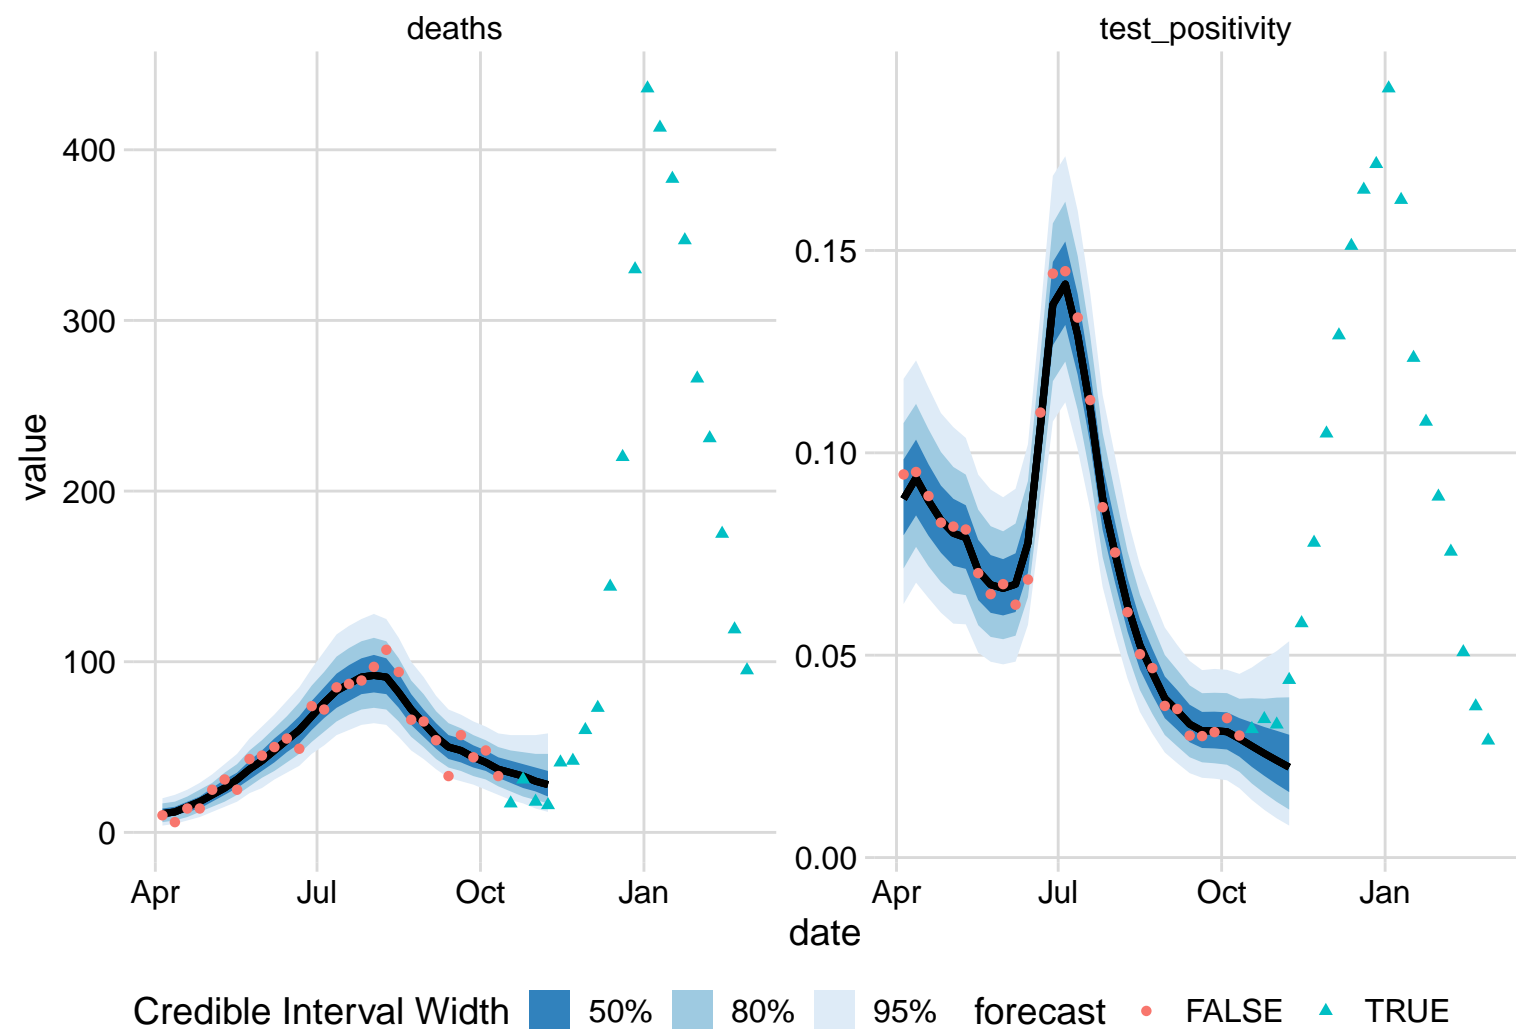 deaths
test_positivity
value
400
300
200
100
0
0.15
0.10
0.05
0.00
Apr Jul Oct Jan
Apr Jul Oct Jan
date
Credible Interval Width 50% 80% 95% forecast FALSE TRUE